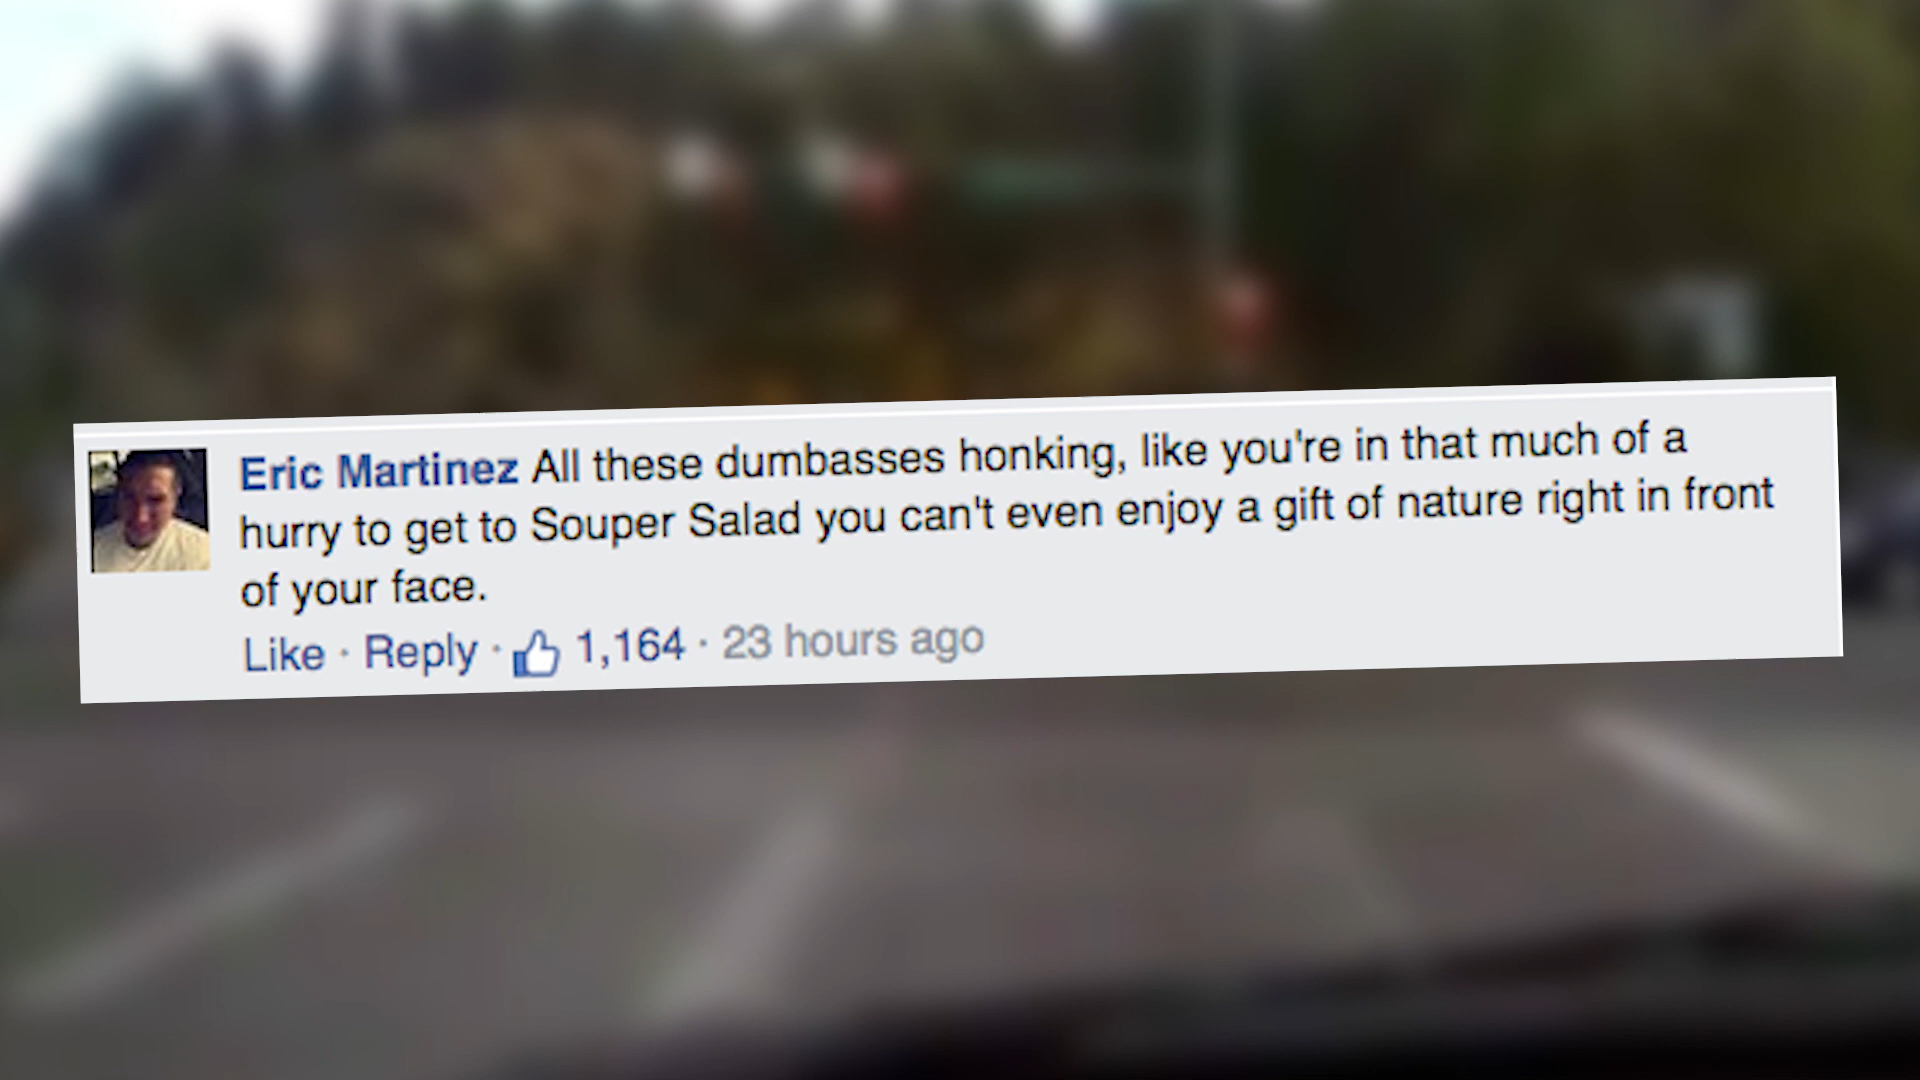 Eric Martinez All these dumbasses honking, like you're in that much of a
hurry to get to Souper Salad you can't even enjoy a gift of nature right in front
of your face.
Like · Reply · 1,164 · 23 hours ago